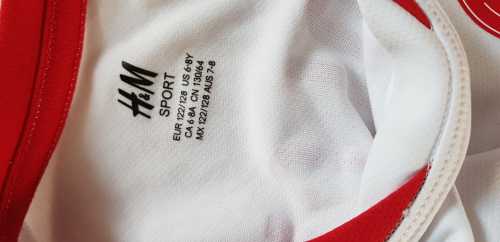 H&M
SPORT
EUR 122/128 US 6-8Y
CA 6 8A CN 130/64
MX 122/128 AUS 7-8